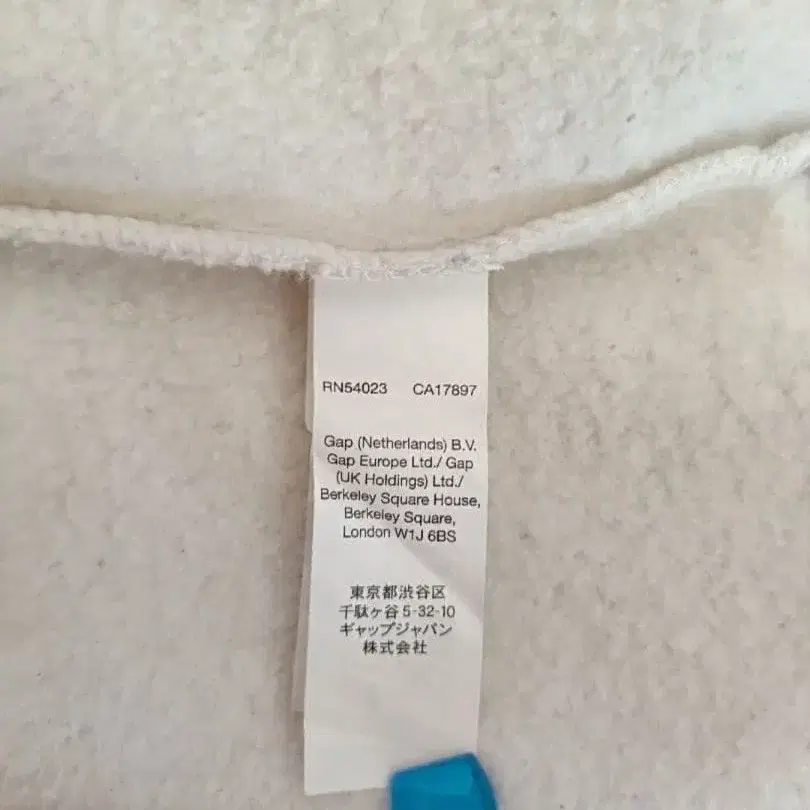 RN54023 CA17897
Gap (Netherlands) B.V.
Gap Europe Ltd./ Gap
(UK Holdings) Ltd./
Berkeley Square House,
Berkeley Square,
London W1J 6BS
東京都渋谷区
千駄ヶ谷5-32-10
ギャップジャパン
株式会社